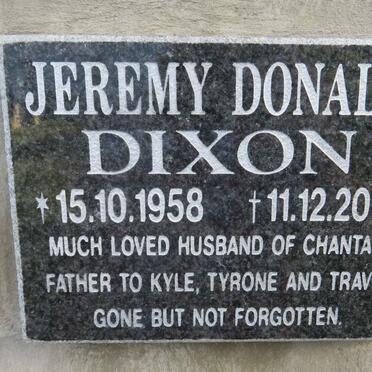 JEREMY DONAL
DIXON
* 15.10.1958 † 11.12.20
MUCH LOVED HUSBAND OF CHANTA
FATHER TO KYLE, TYRONE AND TRAV
GONE BUT NOT FORGOTTEN.